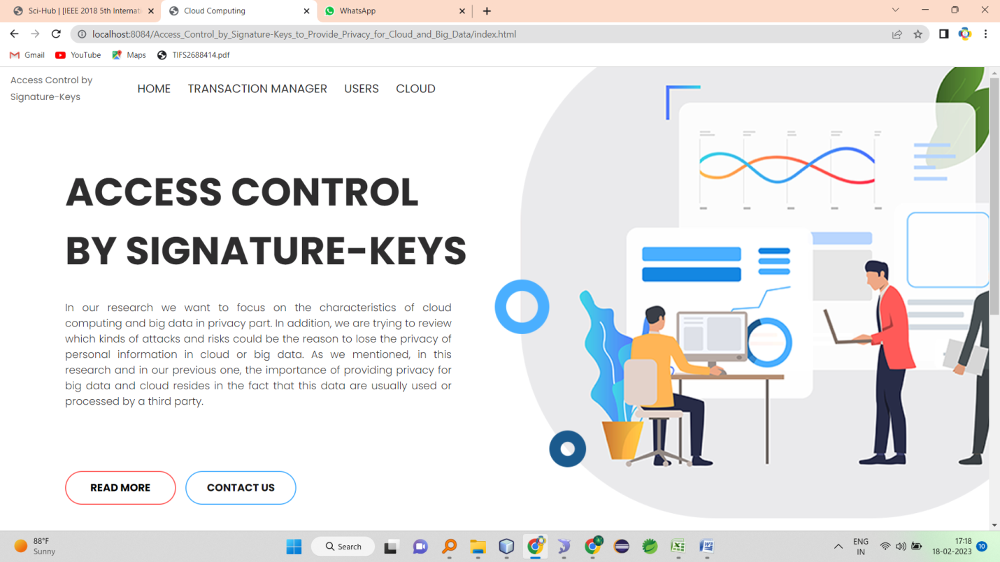 Sci-Hub | [IEEE 2018 5th Internati
Cloud Computing
WhatsApp
localhost:8084/Access_Control_by_Signature-Keys_to_Provide_Privacy_for_Cloud_and_Big_Data/index.html
Gmail YouTube Maps TIFS2688414.pdf
Access Control by
Signature-Keys
HOME TRANSACTION MANAGER USERS CLOUD
ACCESS CONTROL
BY SIGNATURE-KEYS
In our research we want to focus on the characteristics of cloud
computing and big data in privacy part. In addition, we are trying to review
which kinds of attacks and risks could be the reason to lose the privacy of
personal information in cloud or big data. As we mentioned, in this
research and in our previous one, the importance of providing privacy for
big data and cloud resides in the fact that this data are usually used or
processed by a third party.
READ MORE CONTACT US
88°F
Sunny
Search
ENG
IN
17:18
18-02-2023
10